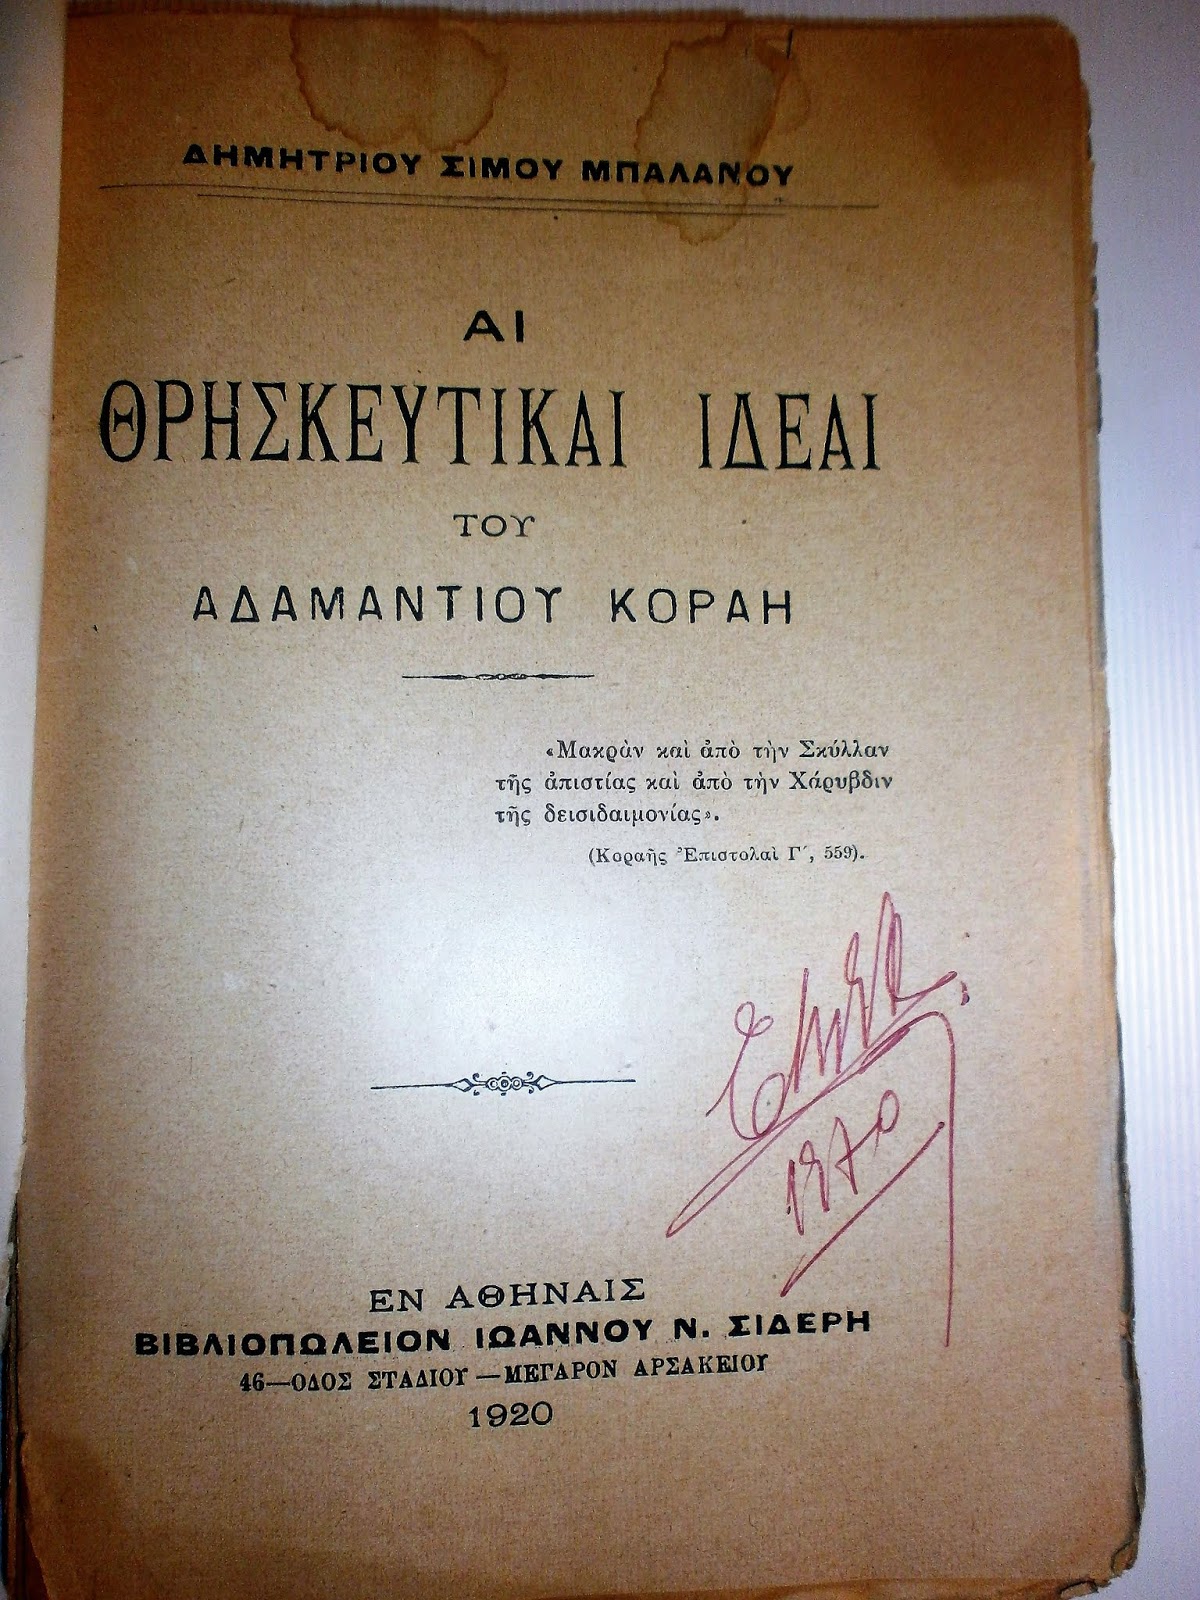 ΔΗΜΗΤΡΙΟΥ ΣΙΜΟΥ ΜΠΑΛΑΝΟΥ
ΑΙ
ΘΡΗΣΚΕΥΤΙΚΑΙ ΙΔΕΑΙ
ΤΟΥ
ΑΔΑΜΑΝΤΙΟΥ ΚΟΡΑΗ
«Μακρὰν καὶ ἀπὸ τὴν Σκύλλαν
τῆς ἀπιστίας καὶ ἀπὸ τὴν Χάρυβδιν
τῆς δεισιδαιμονίας».
(Κοραῆς Ἐπιστολαὶ Γ΄, 559).
1970
ΕΝ ΑΘΗΝΑΙΣ
ΒΙΒΛΙΟΠΩΛΕΙΟΝ ΙΩΑΝΝΟΥ Ν. ΣΙΔΕΡΗ
46—ΟΔΟΣ ΣΤΑΔΙΟΥ—ΜΕΓΑΡΟΝ ΑΡΣΑΚΕΙΟΥ
1920